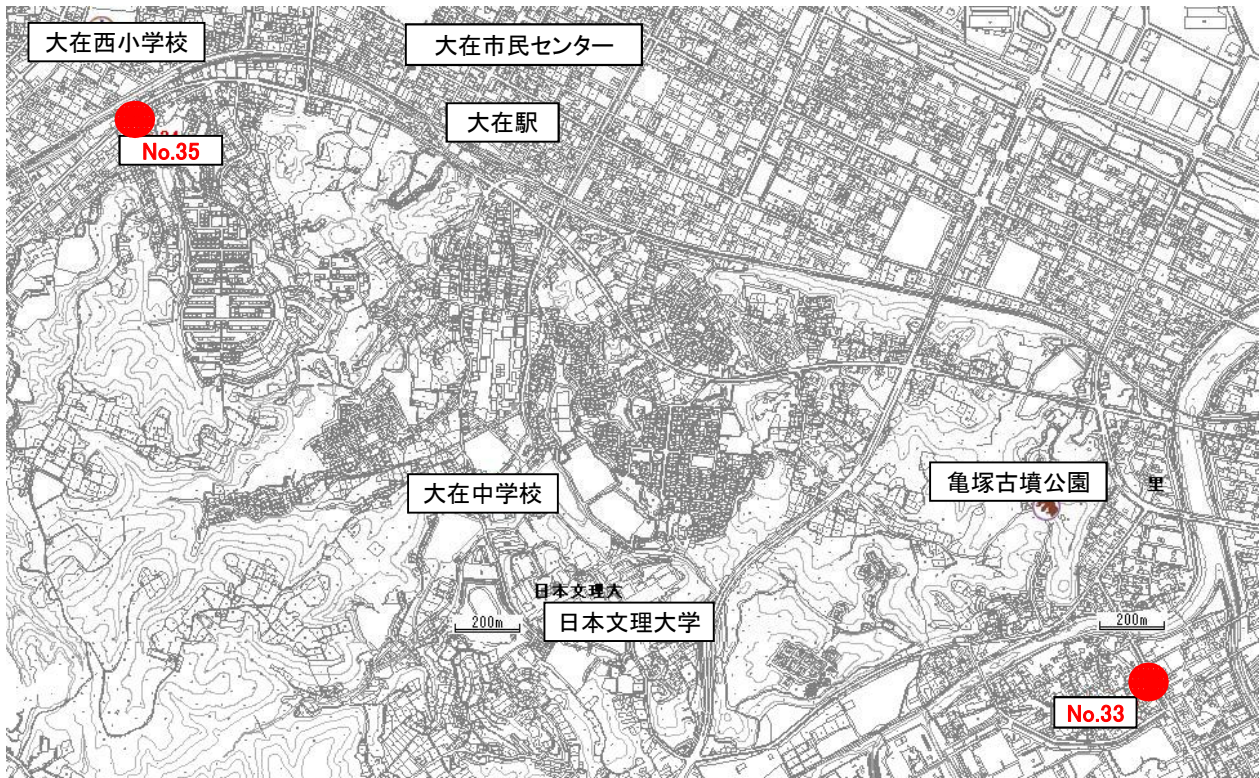 大在西小学校
大在市民センター
大在駅
No.35
大在中学校
亀塚古墳公園
里
日本文理大
200m
日本文理大学
200m
No.33